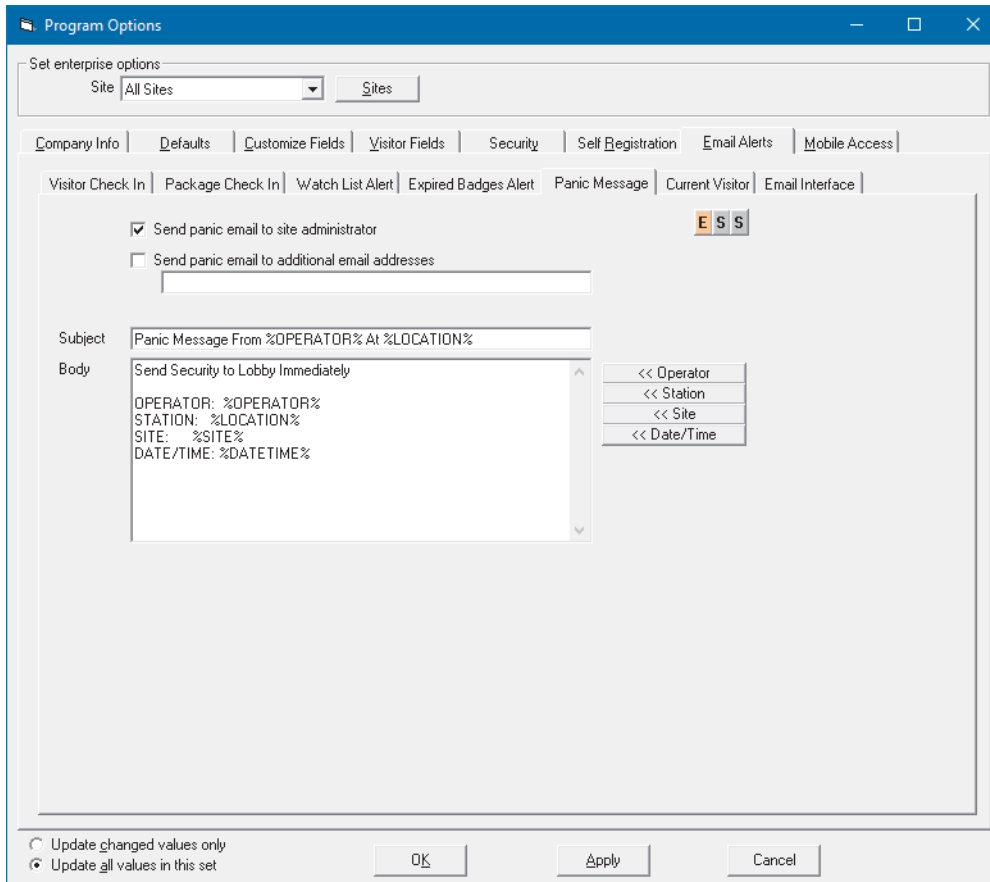 Program Options
Set enterprise options
Site All Sites Sites
Company Info Defaults Customize Fields Visitor Fields Security Self Registration Email Alerts Mobile Access
Visitor Check In Package Check In Watch List Alert Expired Badges Alert Panic Message Current Visitor Email Interface
Send panic email to site administrator E S S
Send panic email to additional email addresses
Subject Panic Message From %OPERATOR% At %LOCATION%
Body Send Security to Lobby Immediately
<< Operator
<< Station
<< Site
<< Date/Time
OPERATOR: %OPERATOR%
STATION: %LOCATION%
SITE: %SITE%
DATE/TIME: %DATETIME%
Update changed values only
Update all values in this set
OK Apply Cancel